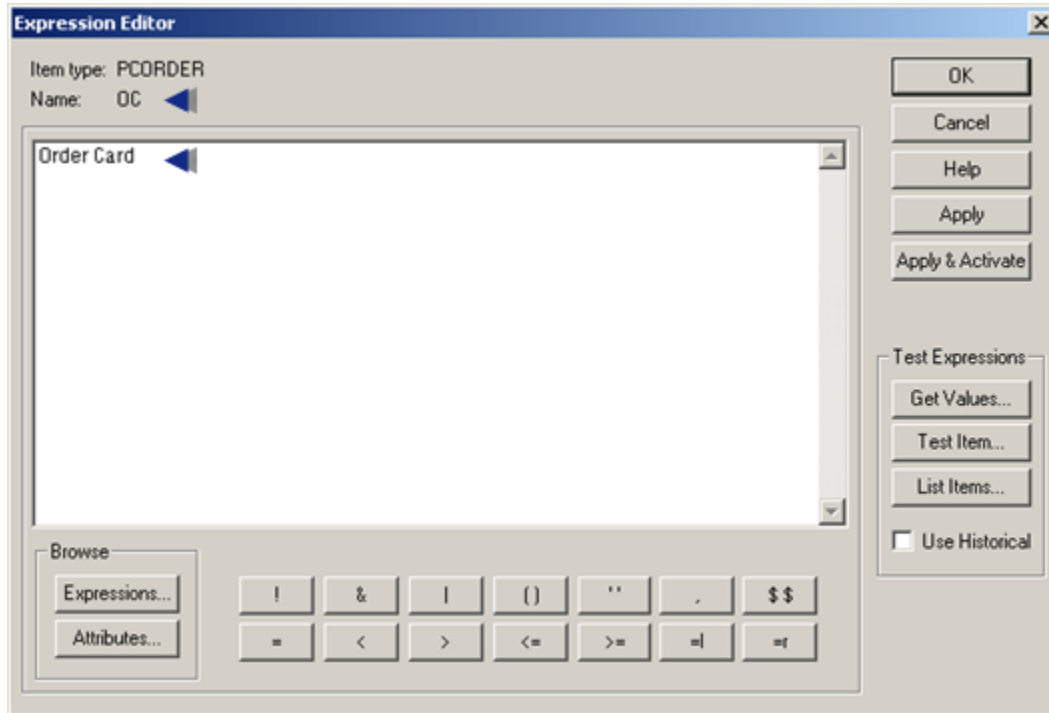 Expression Editor
Item type: PCORDER
Name: OC
Order Card
OK
Cancel
Help
Apply
Apply & Activate
Test Expressions
Get Values...
Test Item...
List Items...
Use Historical
Browse
Expressions...
Attributes...
! & | ( ) ' ' , $ $
= < > <= >= =l =r